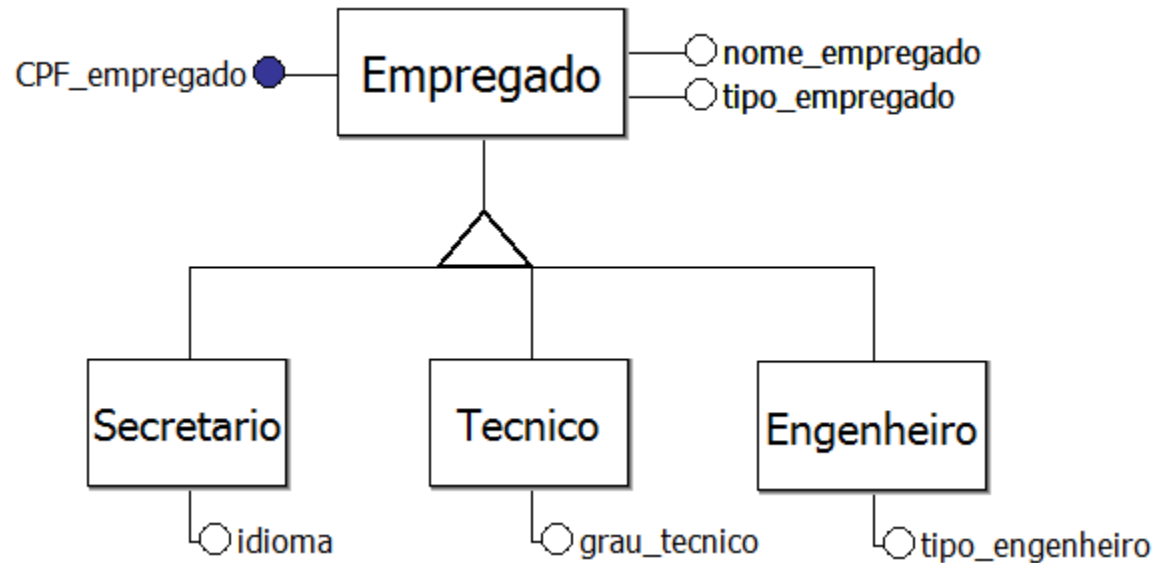 Empregado
CPF_empregado
nome_empregado
tipo_empregado
Secretario
Tecnico
Engenheiro
idioma
grau_tecnico
tipo_engenheiro